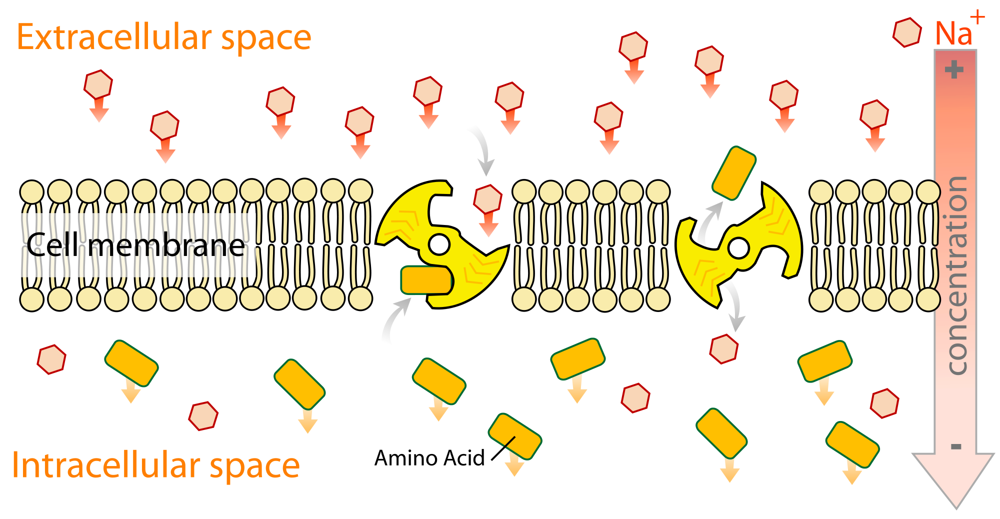 Extracellular space
Na+
+
Cell membrane
concentration
Amino Acid
-
Intracellular space